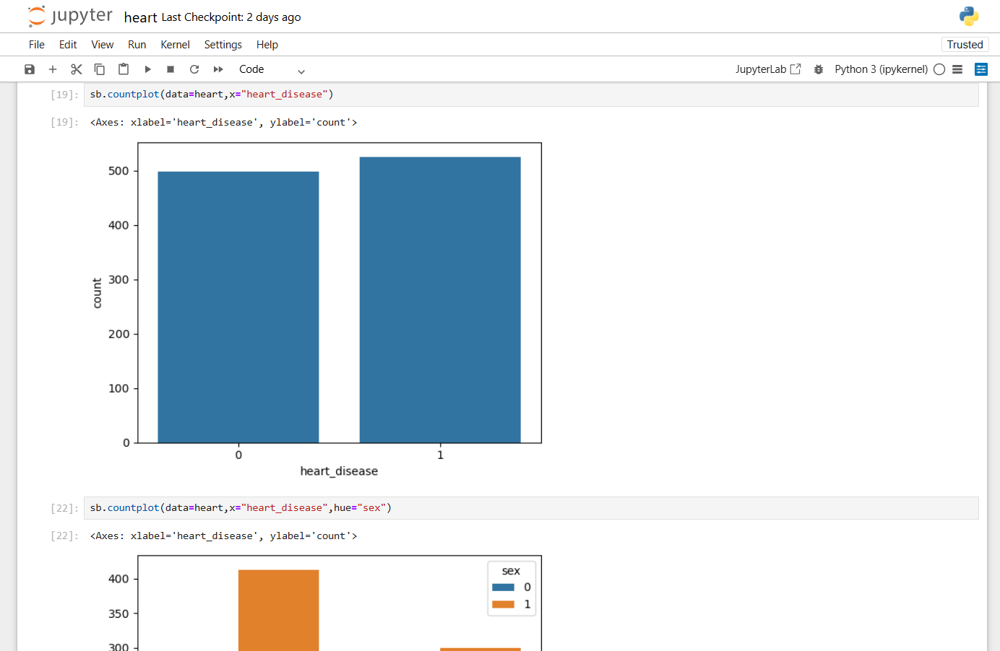 jupyter heart Last Checkpoint: 2 days ago
File Edit View Run Kernel Settings Help Trusted
Code JupyterLab Python 3 (ipykernel)
[19]: sb.countplot(data=heart,x="heart_disease")
[19]: <Axes: xlabel='heart_disease', ylabel='count'>
500
400
300
200
100
0
count
0 1
heart_disease
[22]: sb.countplot(data=heart,x="heart_disease",hue="sex")
[22]: <Axes: xlabel='heart_disease', ylabel='count'>
400
350
300
sex
0
1